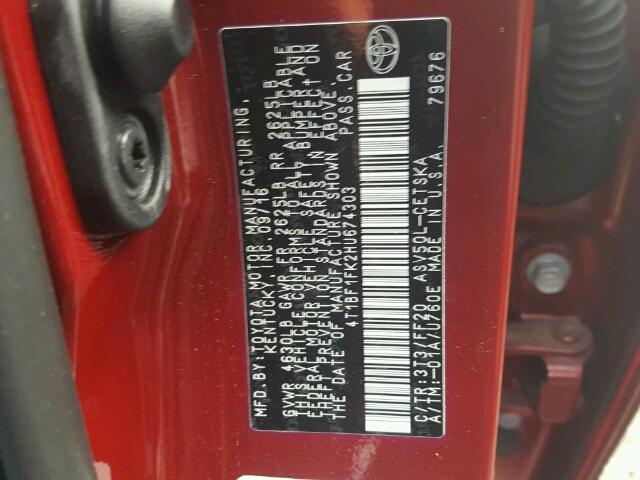 MFD. BY: TOYOTA MOTOR MANUFACTURING,
KENTUCKY, INC. 09/16
GVWR 4630LB GAWR FR 2625LB RR 2625LB
THIS VEHICLE CONFORMS TO ALL APPLICABLE
FEDERAL MOTOR VEHICLE SAFETY, BUMPER, AND
THEFT PREVENTION STANDARDS IN EFFECT ON
THE DATE OF MANUFACTURE SHOWN ABOVE.
4T1BF1FK2HU674303 PASS. CAR
C/TR: 3T3/FF20 ASV50L-CETSKA
A/TM: -01A/U760E MADE IN U.S.A.
79676